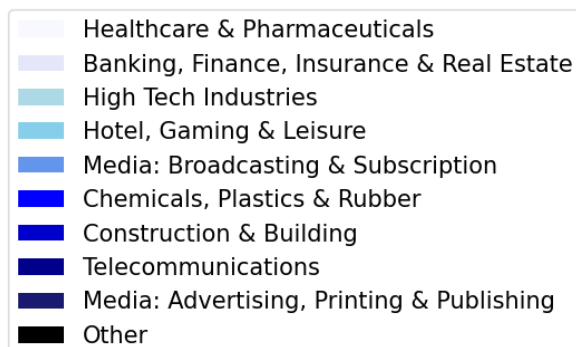 Healthcare & Pharmaceuticals
Banking, Finance, Insurance & Real Estate
High Tech Industries
Hotel, Gaming & Leisure
Media: Broadcasting & Subscription
Chemicals, Plastics & Rubber
Construction & Building
Telecommunications
Media: Advertising, Printing & Publishing
Other